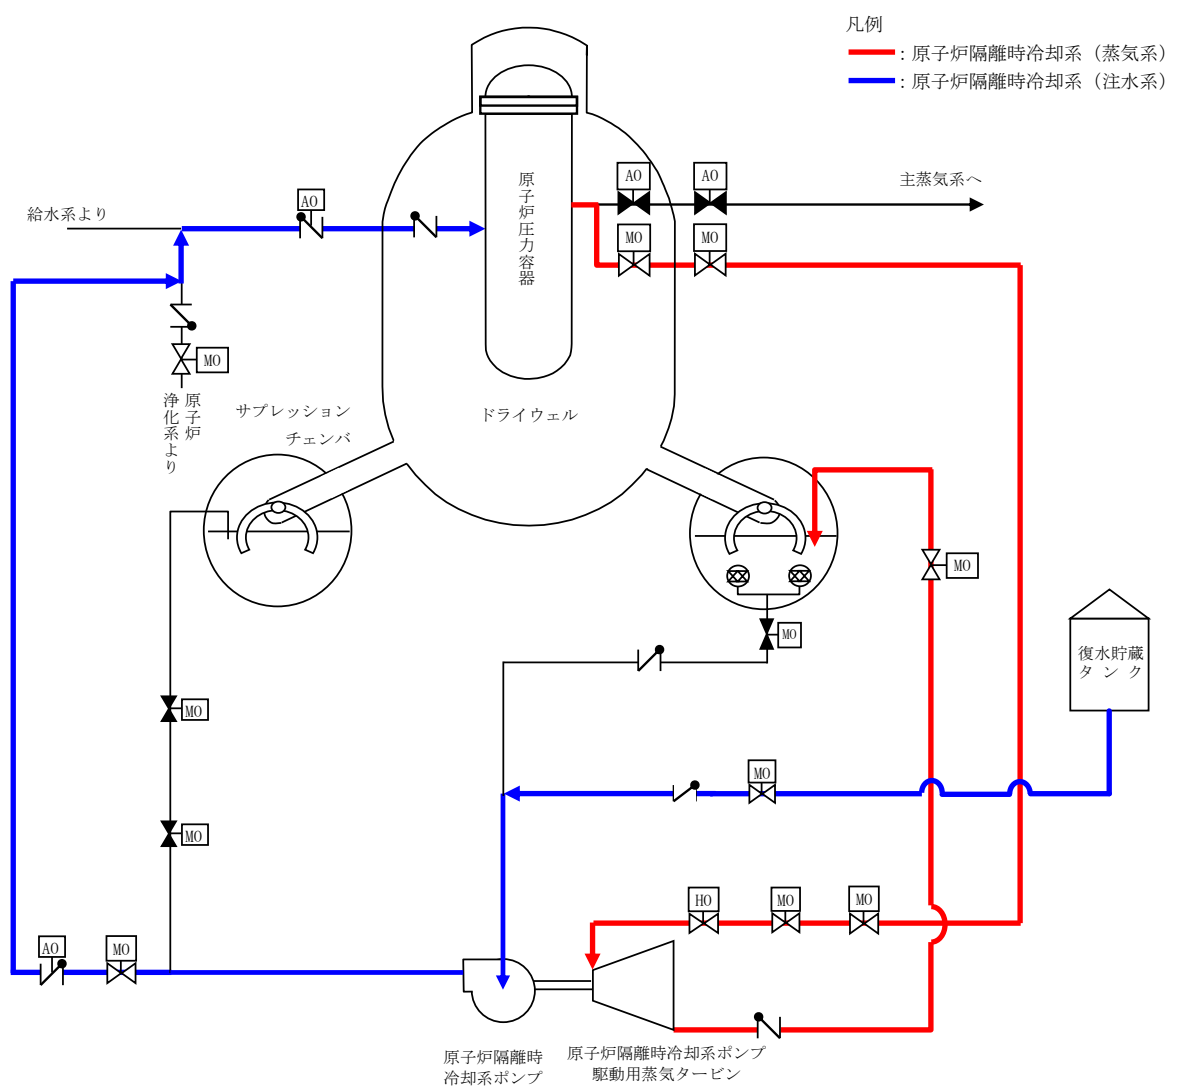 凡例
：原子炉隔離時冷却系（蒸気系）
：原子炉隔離時冷却系（注水系）
給水系より
AO
原子炉圧力容器
AO
AO
主蒸気系へ
MO
MO
MO
原子炉
浄化系より
サプレッション
チェンバ
ドライウェル
MO
MO
復水貯蔵
タンク
MO
MO
MO
HO
MO
MO
AO
MO
原子炉隔離時
冷却系ポンプ
原子炉隔離時冷却系ポンプ
駆動用蒸気タービン